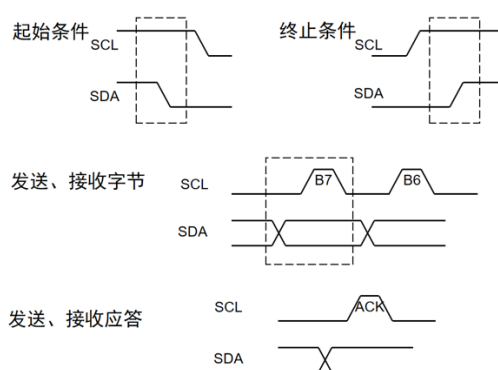 起始条件 SCL 终止条件 SCL
SDA SDA
发送、接收字节 SCL B7 B6
SDA
发送、接收应答 SCL ACK
SDA